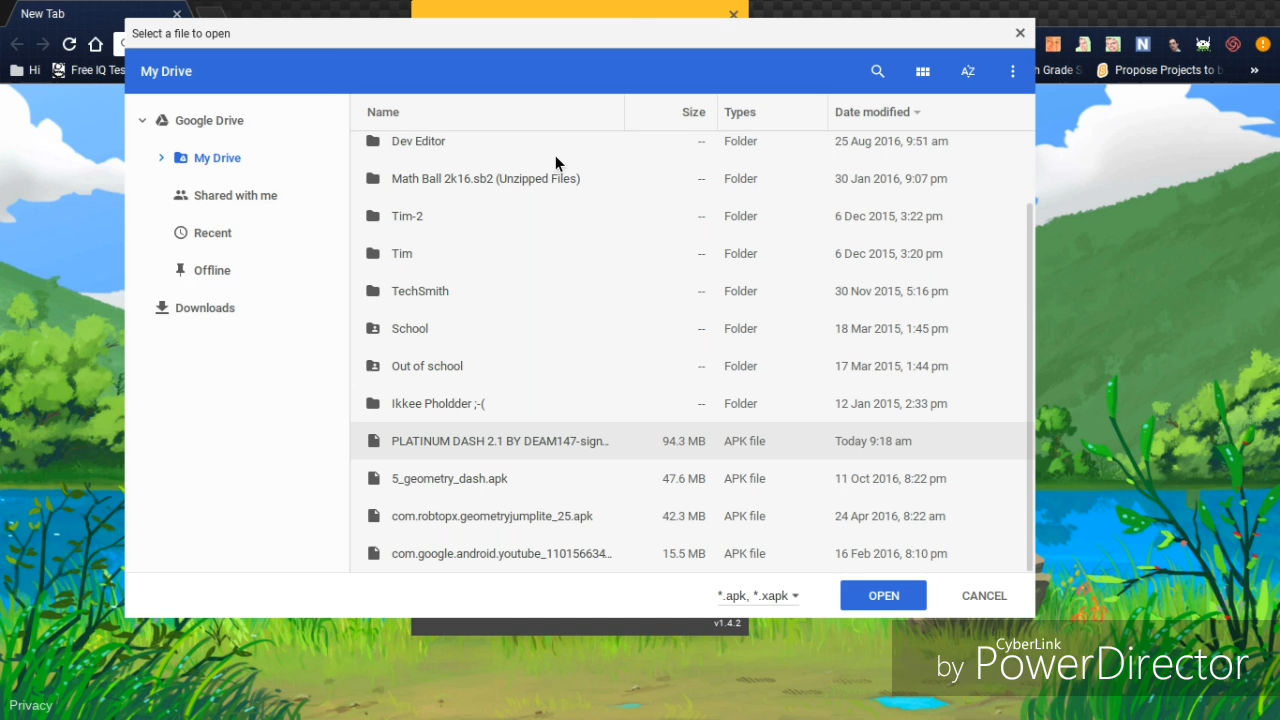 New Tab
Select a file to open
Hi
Free IQ Tes
My Drive
n Grade S
Propose Projects to b
»
Google Drive
My Drive
Shared with me
Recent
Offline
Downloads
Name Size Types Date modified
Dev Editor -- Folder 25 Aug 2016, 9:51 am
Math Ball 2k16.sb2 (Unzipped Files) -- Folder 30 Jan 2016, 9:07 pm
Tim-2 -- Folder 6 Dec 2015, 3:22 pm
Tim -- Folder 6 Dec 2015, 3:20 pm
TechSmith -- Folder 30 Nov 2015, 5:16 pm
School -- Folder 18 Mar 2015, 1:45 pm
Out of school -- Folder 17 Mar 2015, 1:44 pm
Ikkee Pholdder ;-( -- Folder 12 Jan 2015, 2:33 pm
PLATINUM DASH 2.1 BY DEAM147-sign... 94.3 MB APK file Today 9:18 am
5_geometry_dash.apk 47.6 MB APK file 11 Oct 2016, 8:22 pm
com.robtopx.geometryjumplite_25.apk 42.3 MB APK file 24 Apr 2016, 8:22 am
com.google.android.youtube_110156634... 15.5 MB APK file 16 Feb 2016, 8:10 pm
*.apk, *.xapk OPEN CANCEL
v1.4.2
CyberLink
by PowerDirector
Privacy